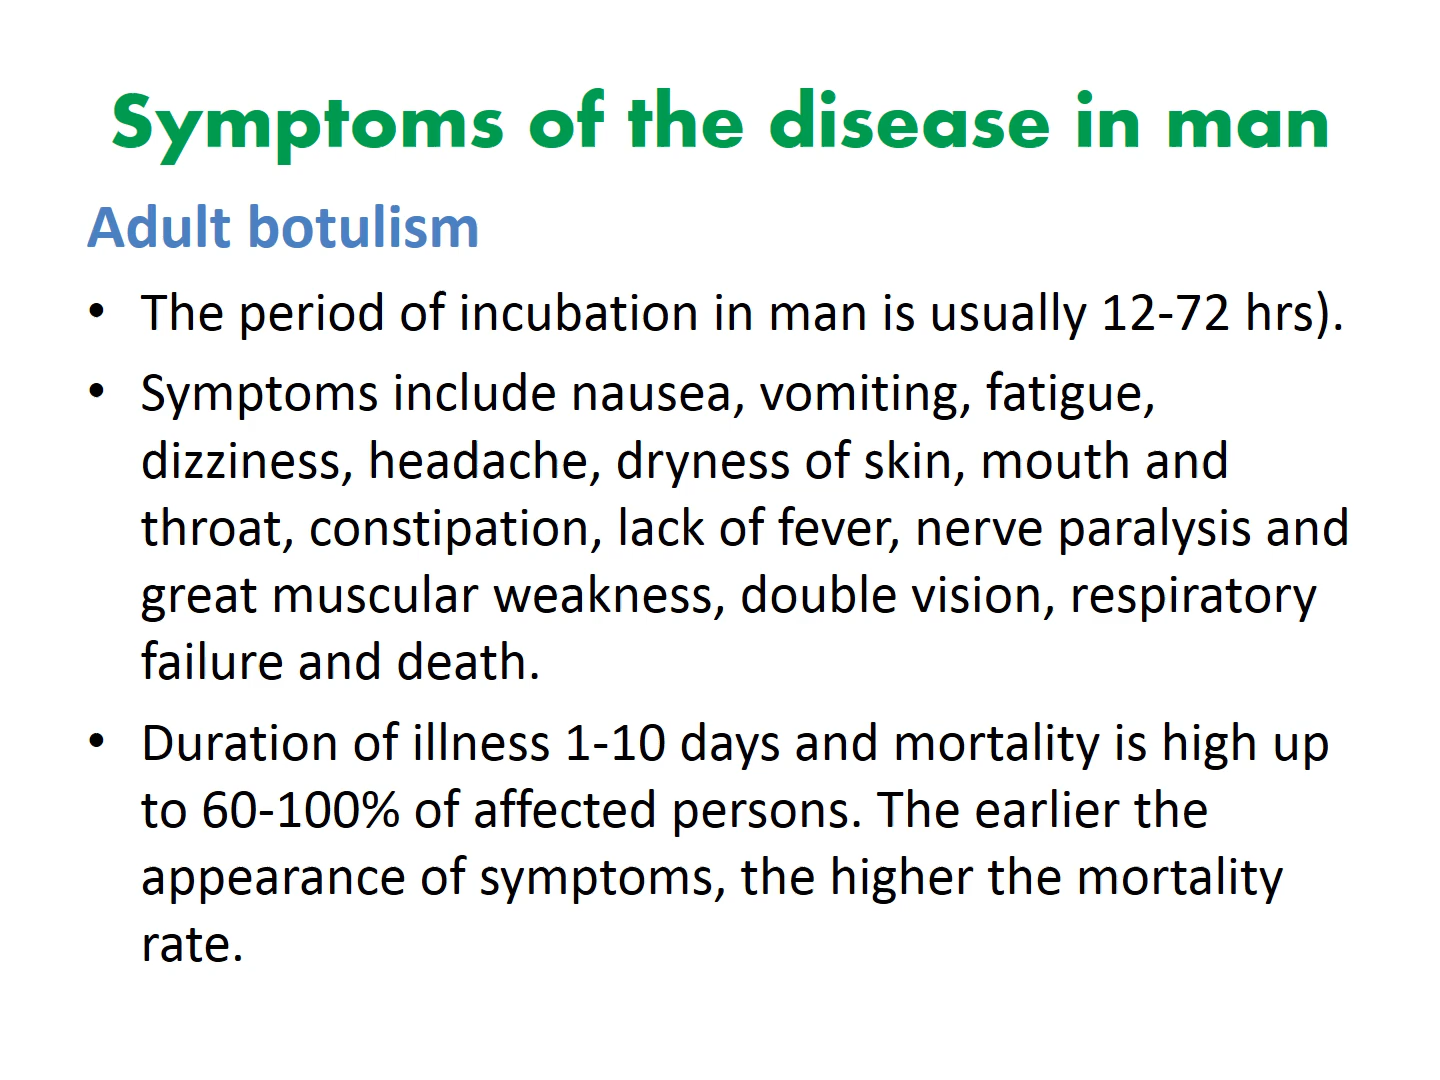 Symptoms of the disease in man
Adult botulism
• The period of incubation in man is usually 12-72 hrs).
• Symptoms include nausea, vomiting, fatigue,
dizziness, headache, dryness of skin, mouth and
throat, constipation, lack of fever, nerve paralysis and
great muscular weakness, double vision, respiratory
failure and death.
• Duration of illness 1-10 days and mortality is high up
to 60-100% of affected persons. The earlier the
appearance of symptoms, the higher the mortality
rate.